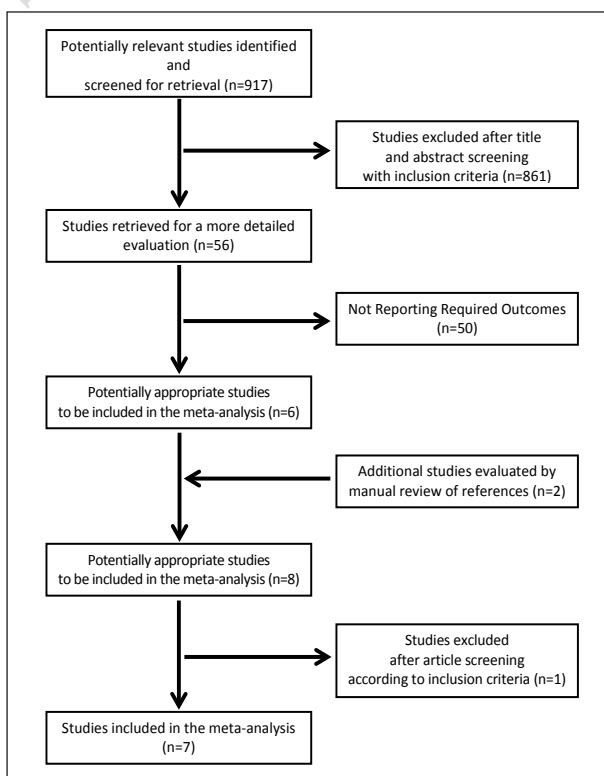 Potentially relevant studies identified
and
screened for retrieval (n=917)
Studies excluded after title
and abstract screening
with inclusion criteria (n=861)
Studies retrieved for a more detailed
evaluation (n=56)
Not Reporting Required Outcomes
(n=50)
Potentially appropriate studies
to be included in the meta-analysis (n=6)
Additional studies evaluated by
manual review of references (n=2)
Potentially appropriate studies
to be included in the meta-analysis (n=8)
Studies excluded
after article screening
according to inclusion criteria (n=1)
Studies included in the meta-analysis
(n=7)